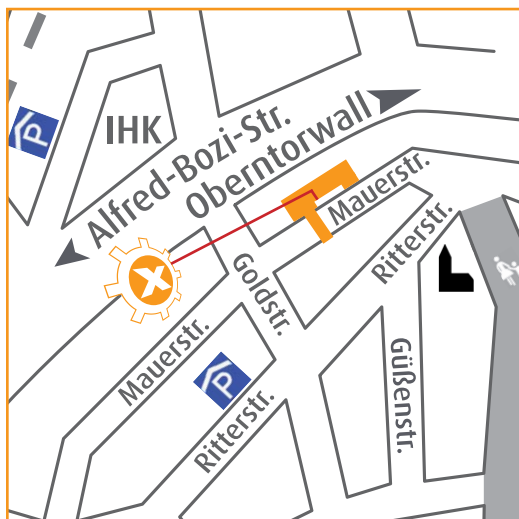 IHK
P
Alfred-Bozi-Str.
Oberntorwall
Mauerstr.
Ritterstr.
X
Goldstr.
Mauerstr.
P
Ritterstr.
Güßenstr.